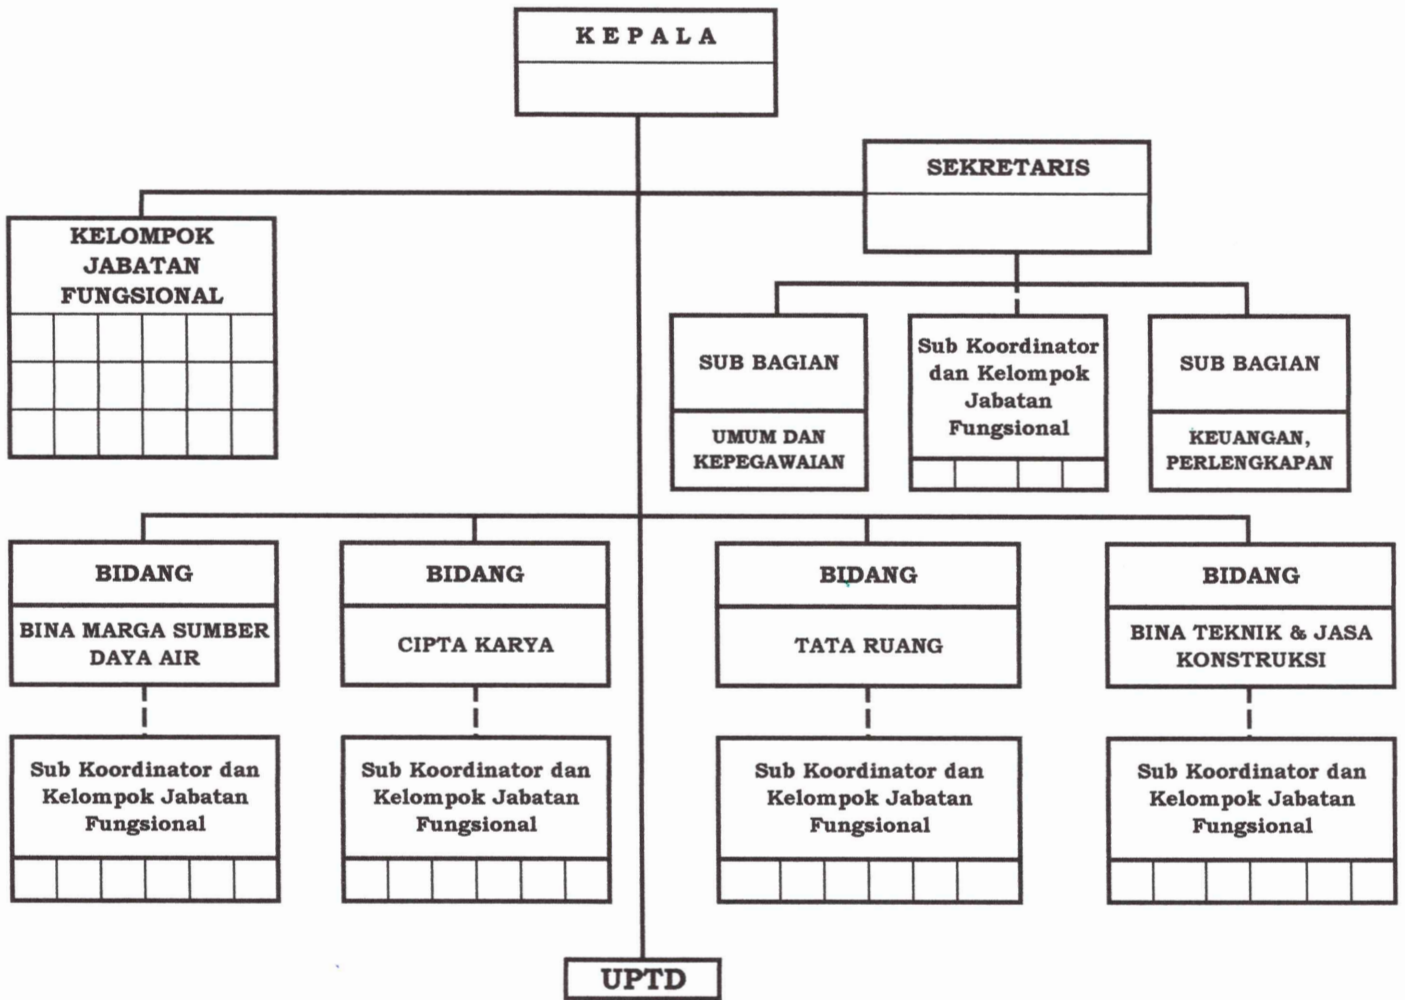 K E P A L A
SEKRETARIS
KELOMPOK
JABATAN
FUNGSIONAL
SUB BAGIAN
UMUM DAN
KEPEGAWAIAN
Sub Koordinator
dan Kelompok
Jabatan
Fungsional
SUB BAGIAN
KEUANGAN,
PERLENGKAPAN
BIDANG
BINA MARGA SUMBER
DAYA AIR
BIDANG
CIPTA KARYA
BIDANG
TATA RUANG
BIDANG
BINA TEKNIK & JASA
KONSTRUKSI
Sub Koordinator dan
Kelompok Jabatan
Fungsional
Sub Koordinator dan
Kelompok Jabatan
Fungsional
Sub Koordinator dan
Kelompok Jabatan
Fungsional
Sub Koordinator dan
Kelompok Jabatan
Fungsional
UPTD